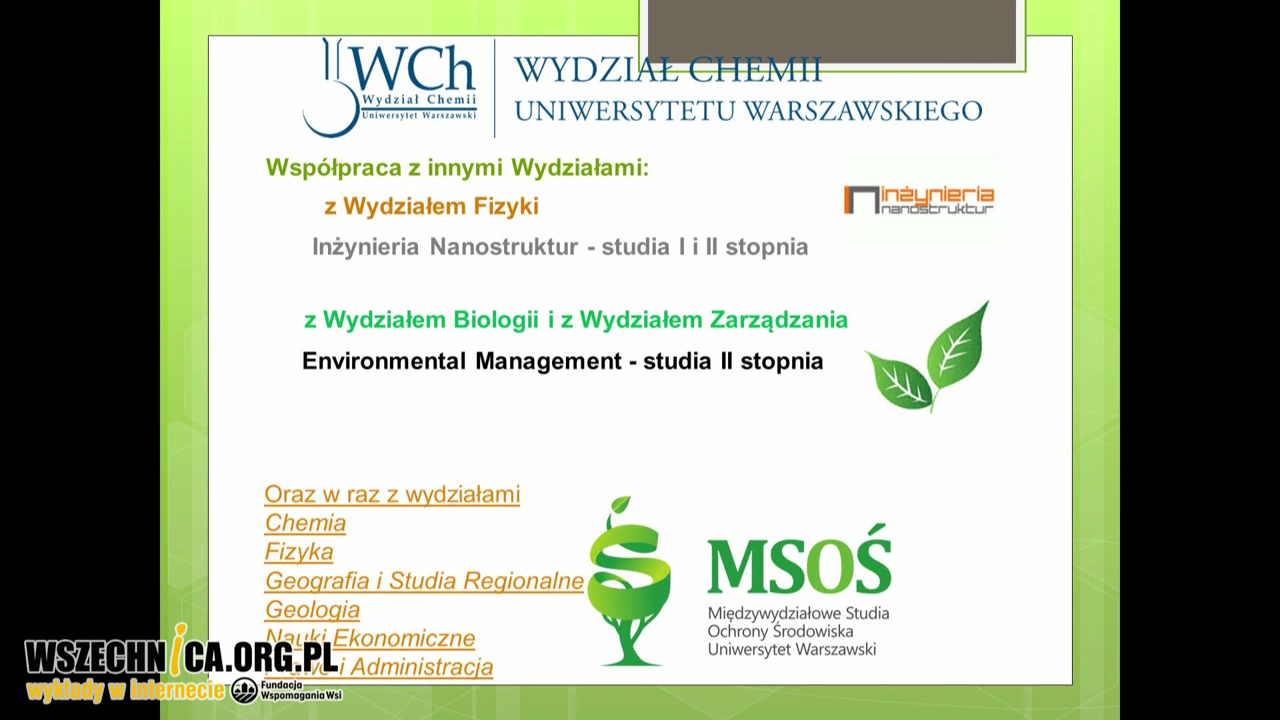 WCh
Wydział Chemii
Uniwersytet Warszawski
WYDZIAŁ CHEMII
UNIWERSYTETU WARSZAWSKIEGO
Współpraca z innymi Wydziałami:
z Wydziałem Fizyki
inżynieria
nanostruktur
Inżynieria Nanostruktur - studia I i II stopnia
z Wydziałem Biologii i z Wydziałem Zarządzania
Environmental Management - studia II stopnia
Oraz w raz z wydziałami
Chemia
Fizyka
Geografia i Studia Regionalne
Geologia
Nauki Ekonomiczne
i Administracja
MSOŚ
Międzywydziałowe Studia
Ochrony Środowiska
Uniwersytet Warszawski
WSZECHNICA.ORG.PL
wykłady w internecie
Fundacja
Wspomagania Wsi